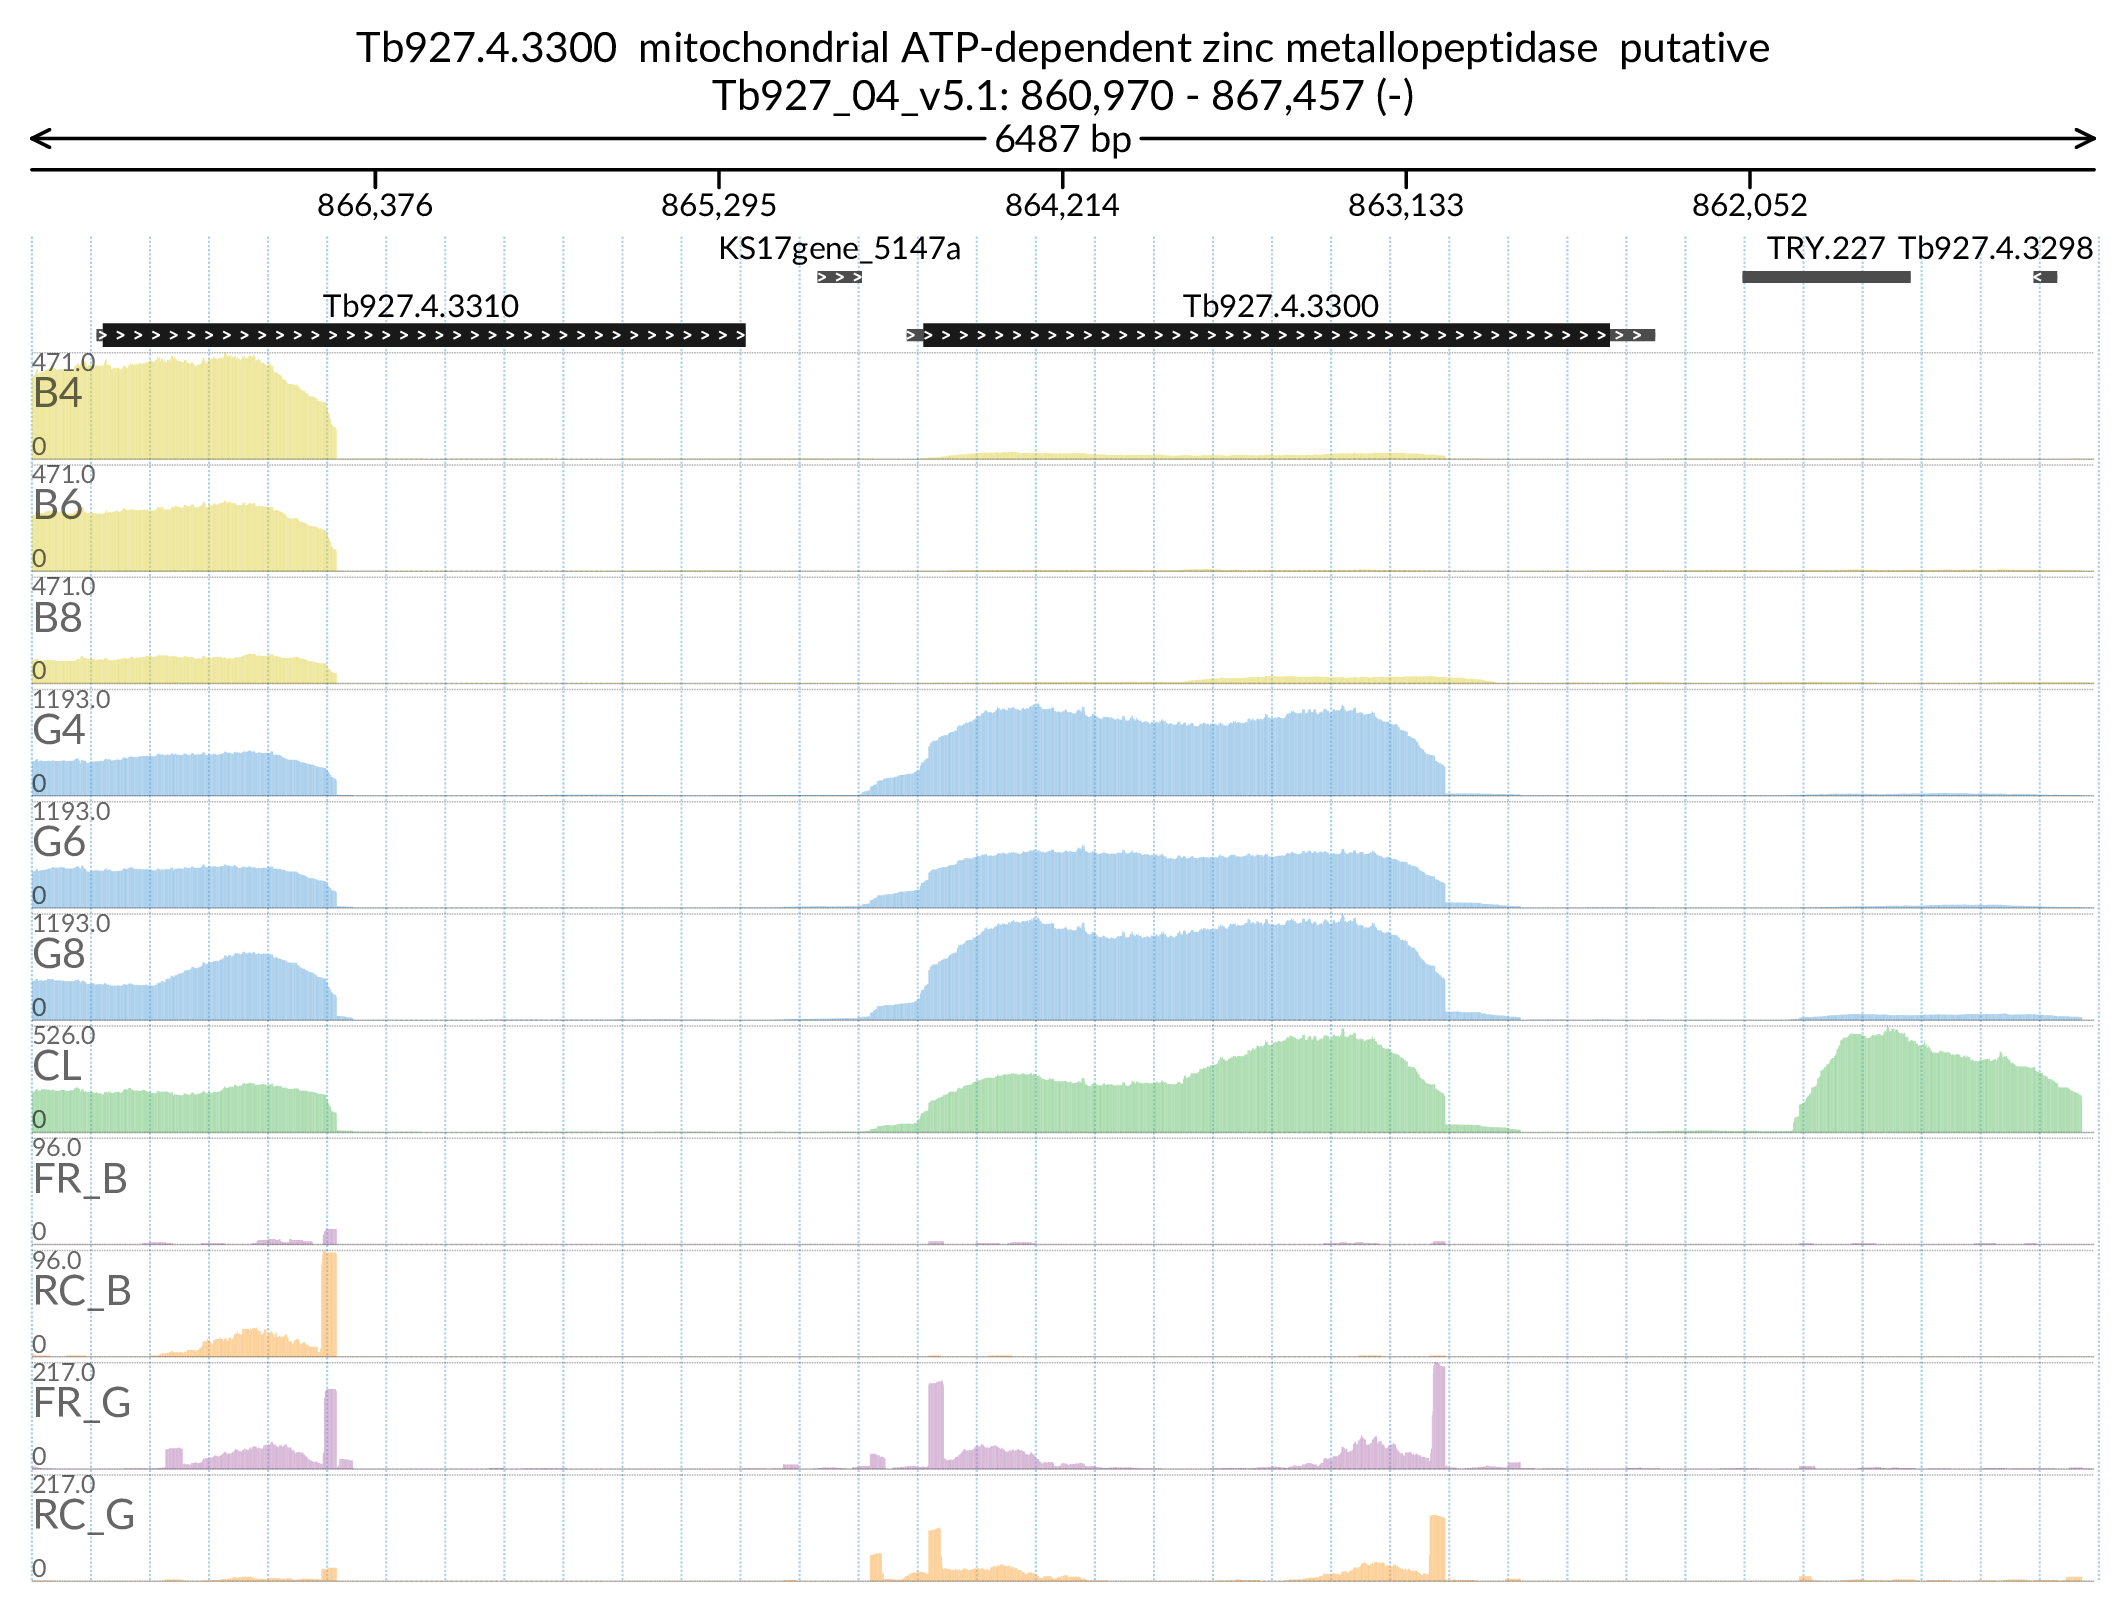 Tb927.4.3300 mitochondrial ATP-dependent zinc metallopeptidase putative
Tb927_04_v5.1: 860,970 - 867,457 (-)
6487 bp
866,376 865,295 864,214 863,133 862,052
KS17gene_5147a TRY.227 Tb927.4.3298
Tb927.4.3310 Tb927.4.3300
471.0
B4
0
471.0
B6
0
471.0
B8
0
1193.0
G4
0
1193.0
G6
0
1193.0
G8
0
526.0
CL
0
96.0
FR_B
0
96.0
RC_B
0
217.0
FR_G
0
217.0
RC_G
0